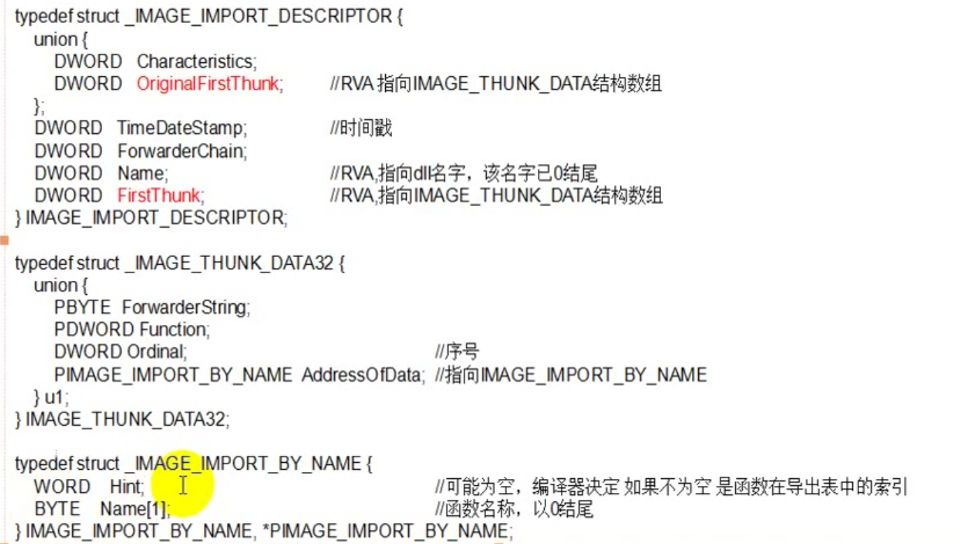 typedef struct _IMAGE_IMPORT_DESCRIPTOR {
union {
DWORD Characteristics;
DWORD OriginalFirstThunk; //RVA 指向IMAGE_THUNK_DATA结构数组
};
DWORD TimeDateStamp; //时间戳
DWORD ForwarderChain;
DWORD Name; //RVA,指向dll名字，该名字已0结尾
DWORD FirstThunk; //RVA,指向IMAGE_THUNK_DATA结构数组
} IMAGE_IMPORT_DESCRIPTOR;
typedef struct _IMAGE_THUNK_DATA32 {
union {
PBYTE ForwarderString;
PDWORD Function;
DWORD Ordinal; //序号
PIMAGE_IMPORT_BY_NAME AddressOfData; //指向IMAGE_IMPORT_BY_NAME
} u1;
} IMAGE_THUNK_DATA32;
typedef struct _IMAGE_IMPORT_BY_NAME {
WORD Hint; //可能为空，编译器决定 如果不为空 是函数在导出表中的索引
BYTE Name[1]; //函数名称，以0结尾
} IMAGE_IMPORT_BY_NAME, *PIMAGE_IMPORT_BY_NAME;